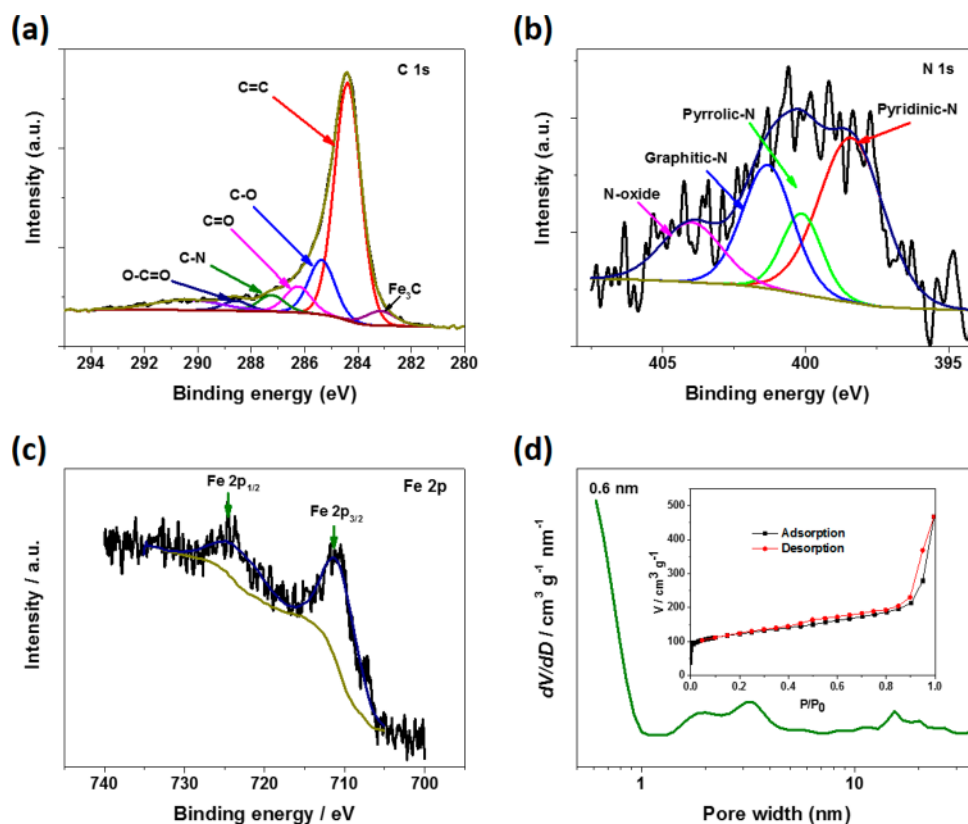 (a)
C 1s
C=C
C-O
C=O
C-N
O-C=O
Fe3C
Intensity (a.u.)
294 292 290 288 286 284 282 280
Binding energy (eV)
(b)
N 1s
Pyrrolic-N
Pyridinic-N
Graphitic-N
N-oxide
Intensity (a.u.)
405 400 395
Binding energy (eV)
(c)
Fe 2p1/2
Fe 2p
Fe 2p3/2
Intensity / a.u.
740 730 720 710 700
Binding energy / eV
(d)
0.6 nm
500
400
300
200
100
0
Adsorption
Desorption
V / cm3 g-1
0.0 0.2 0.4 0.6 0.8 1.0
P/P0
dV/dD / cm3 g-1 nm-1
1 10
Pore width (nm)